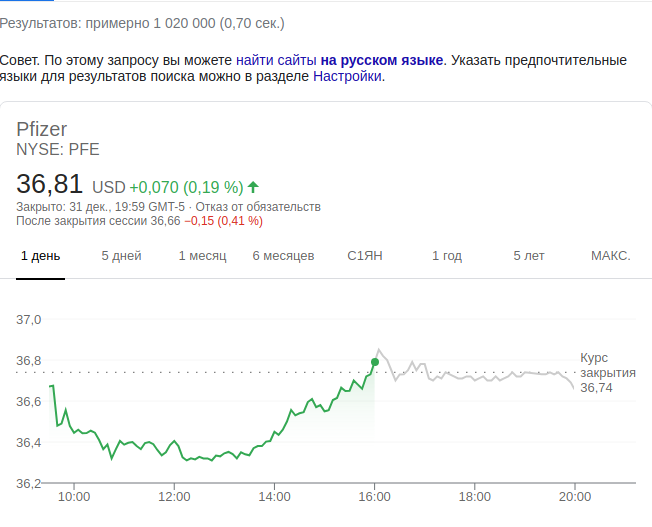 Результатов: примерно 1 020 000 (0,70 сек.)
Совет. По этому запросу вы можете найти сайты на русском языке. Указать предпочтительные
языки для результатов поиска можно в разделе Настройки.
Pfizer
NYSE: PFE
36,81 USD +0,070 (0,19 %)
Закрыто: 31 дек., 19:59 GMT-5 · Отказ от обязательств
После закрытия сессии 36,66 −0,15 (0,41 %)
1 день 5 дней 1 месяц 6 месяцев С1ЯН 1 год 5 лет МАКС.
37,0
36,8
36,6
36,4
36,2
Курс
закрытия
36,74
10:00 12:00 14:00 16:00 18:00 20:00